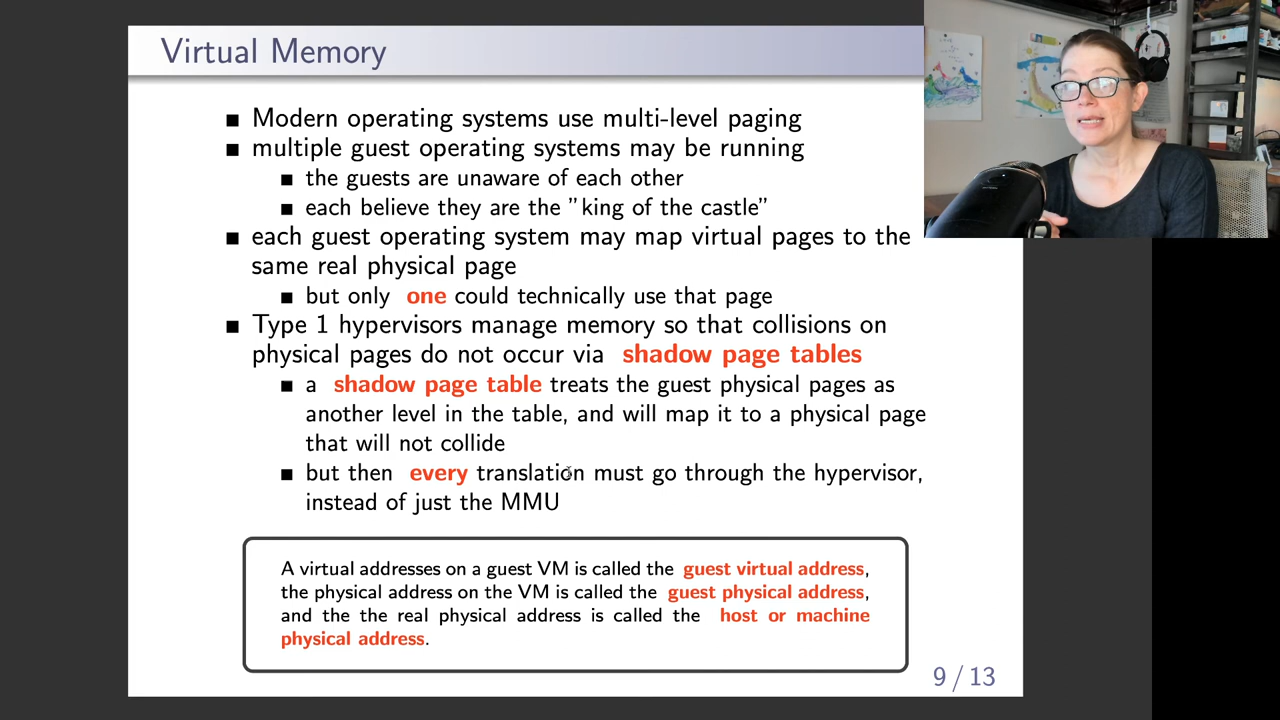 Virtual Memory
■ Modern operating systems use multi-level paging
■ multiple guest operating systems may be running
■ the guests are unaware of each other
■ each believe they are the ”king of the castle”
■ each guest operating system may map virtual pages to the
same real physical page
■ but only one could technically use that page
■ Type 1 hypervisors manage memory so that collisions on
physical pages do not occur via shadow page tables
■ a shadow page table treats the guest physical pages as
another level in the table, and will map it to a physical page
that will not collide
■ but then every translation must go through the hypervisor,
instead of just the MMU
A virtual addresses on a guest VM is called the guest virtual address,
the physical address on the VM is called the guest physical address,
and the the real physical address is called the host or machine
physical address.
9 / 13